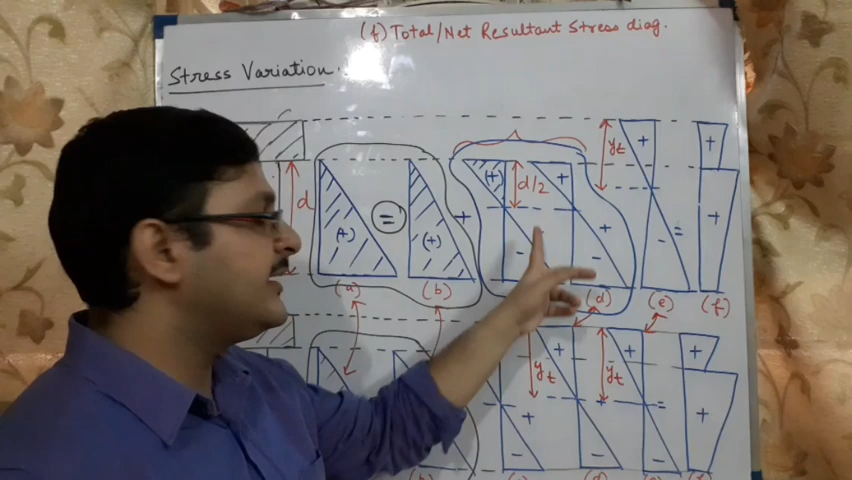 (f) Total/Net Resultant Stress diag.
Stress Variation.
d
(+)
=
(+)
+
(+)
-
d/2
+
+
-
yt
+
-
=
+
+
(a)
(b)
(d)
(e)
(f)
yt
+
-
+
-
yt
+
+
-
=
+
+